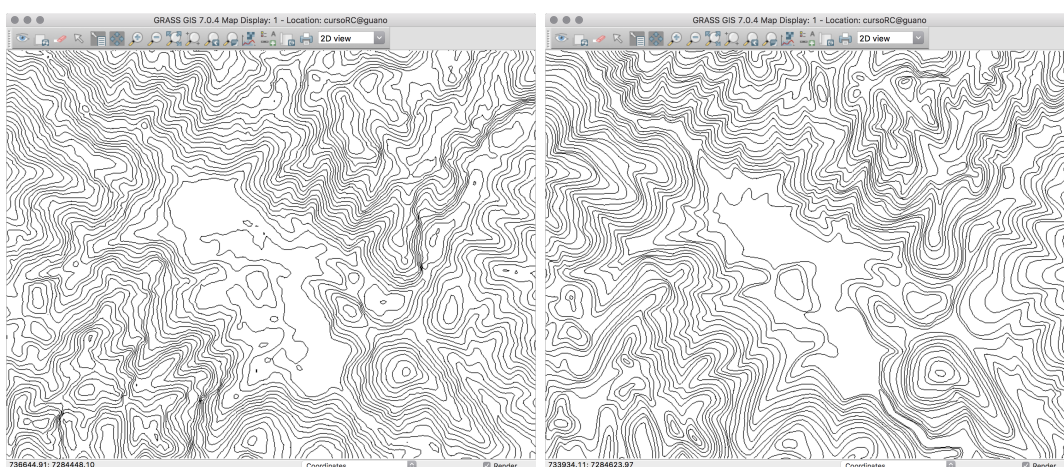 GRASS GIS 7.0.4 Map Display: 1 - Location: cursoRC@guano
2D view
736644.91; 7284448.10
Coordinates
Render
GRASS GIS 7.0.4 Map Display: 1 - Location: cursoRC@guano
2D view
733934.11; 7284623.97
Coordinates
Render